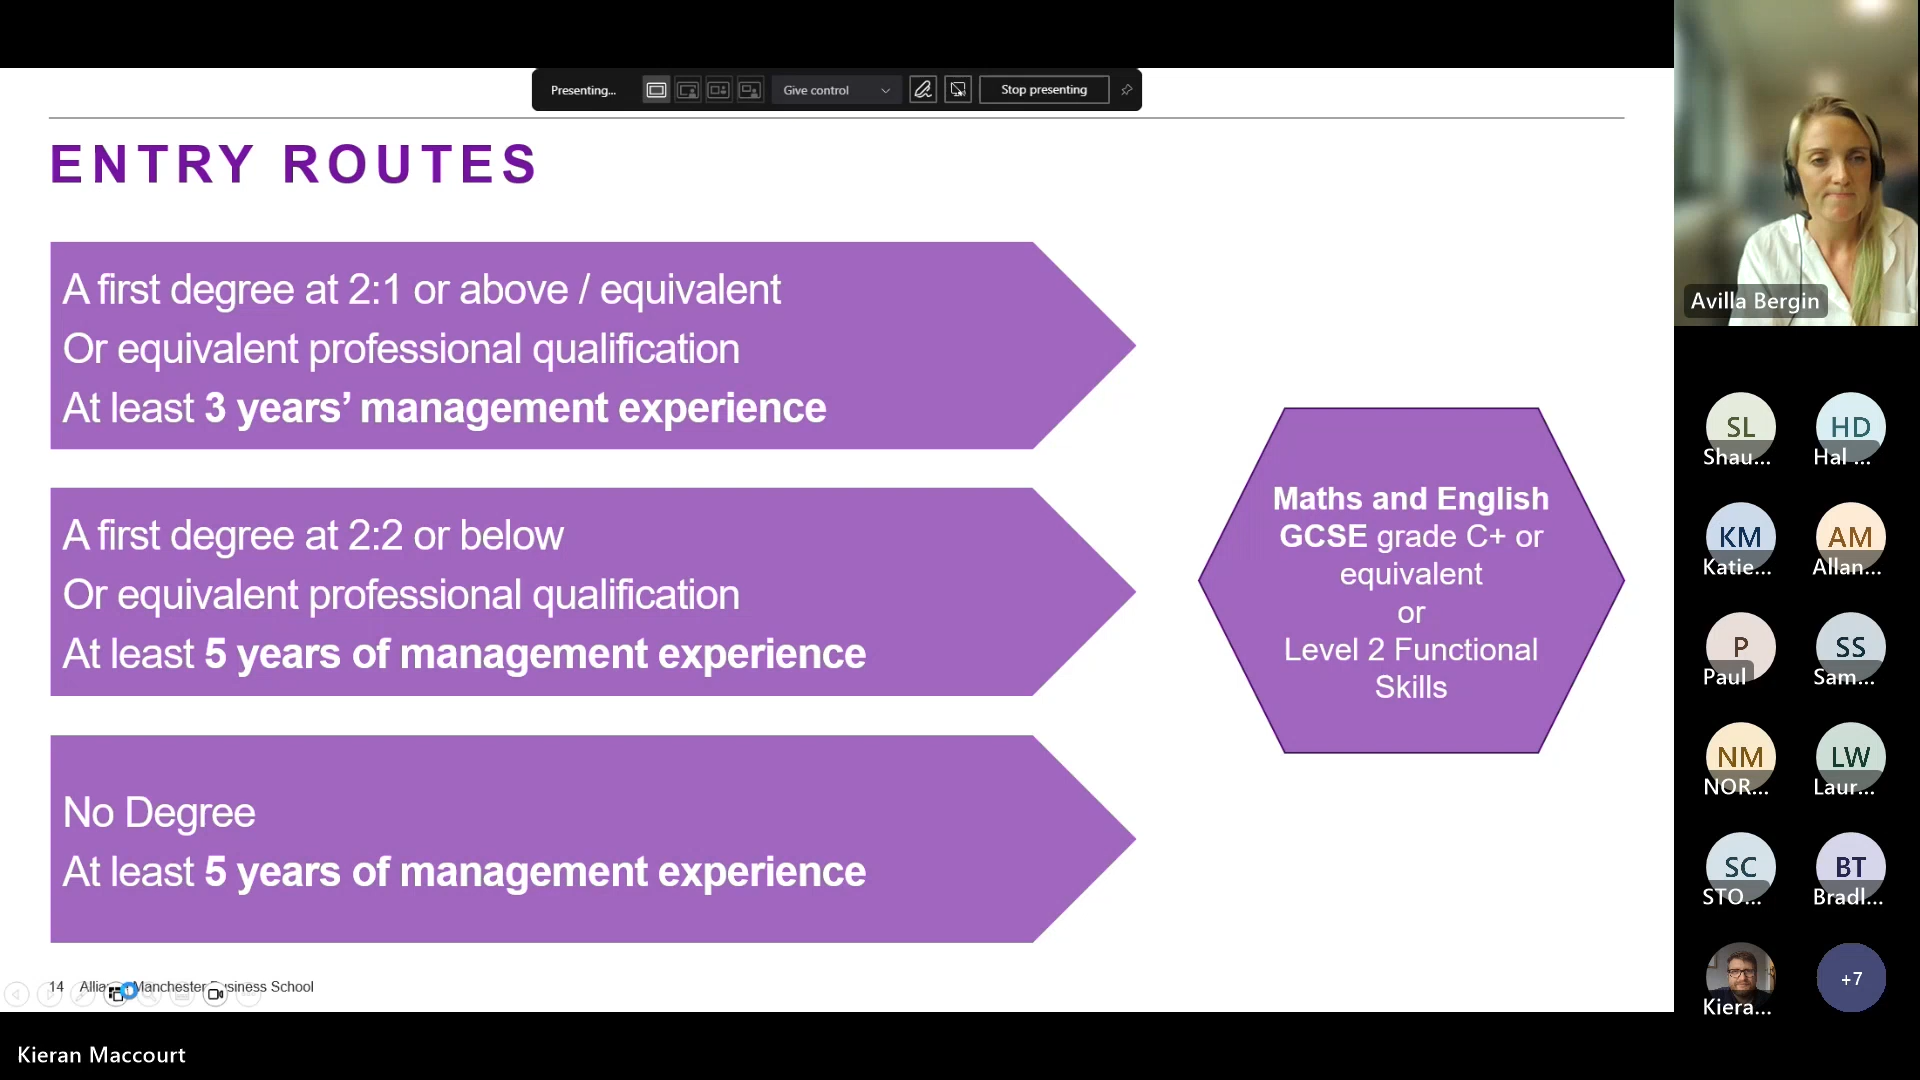 Presenting...
Give control
Stop presenting
ENTRY ROUTES
A first degree at 2:1 or above / equivalent
Or equivalent professional qualification
At least 3 years’ management experience
A first degree at 2:2 or below
Or equivalent professional qualification
At least 5 years of management experience
No Degree
At least 5 years of management experience
Maths and English
GCSE grade C+ or
equivalent
or
Level 2 Functional
Skills
14 Manchester Business School
Kieran Maccourt
Avilla Bergin
SL
Shau...
HD
Hal ...
KM
Katie...
AM
Allan...
P
Paul
SS
Sam...
NM
NOR...
LW
Laur...
SC
STO...
BT
Bradl...
Kiera...
+7